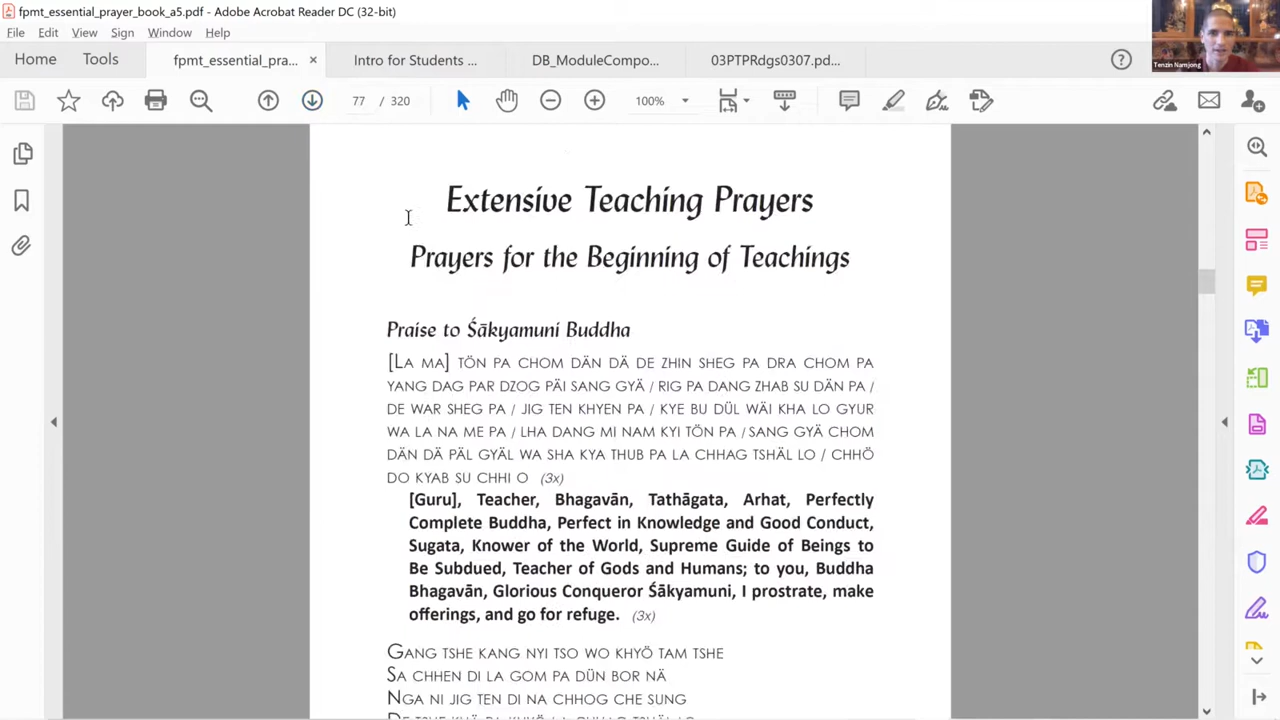 fpmt_essential_prayer_book_a5.pdf - Adobe Acrobat Reader DC (32-bit)
File Edit View Sign Window Help
Home Tools fpmt_essential_pra... × Intro for Students ... DB_ModuleCompo... 03PTPRdgs0307.pd...
Tenzin Namjong
77 / 320 100%
Extensive Teaching Prayers
Prayers for the Beginning of Teachings
Praise to Śākyamuni Buddha
[LA MA] TÖN PA CHOM DÄN DÄ DE ZHIN SHEG PA DRA CHOM PA
YANG DAG PAR DZOG PÄI SANG GYÄ / RIG PA DANG ZHAB SU DÄN PA /
DE WAR SHEG PA / JIG TEN KHYEN PA / KYE BU DÜL WÄI KHA LO GYUR
WA LA NA ME PA / LHA DANG MI NAM KYI TÖN PA / SANG GYÄ CHOM
DÄN DÄ PÄL GYÄL WA SHA KYA THUB PA LA CHHAG TSHÄL LO / CHHÖ
DO KYAB SU CHHI O (3x)
[Guru], Teacher, Bhagavān, Tathāgata, Arhat, Perfectly
Complete Buddha, Perfect in Knowledge and Good Conduct,
Sugata, Knower of the World, Supreme Guide of Beings to
Be Subdued, Teacher of Gods and Humans; to you, Buddha
Bhagavān, Glorious Conqueror Śākyamuni, I prostrate, make
offerings, and go for refuge. (3x)
GANG TSHE KANG NYI TSO WO KHYÖ TAM TSHE
SA CHHEN DI LA GOM PA DÜN BOR NÄ
NGA NI JIG TEN DI NA CHHOG CHE SUNG